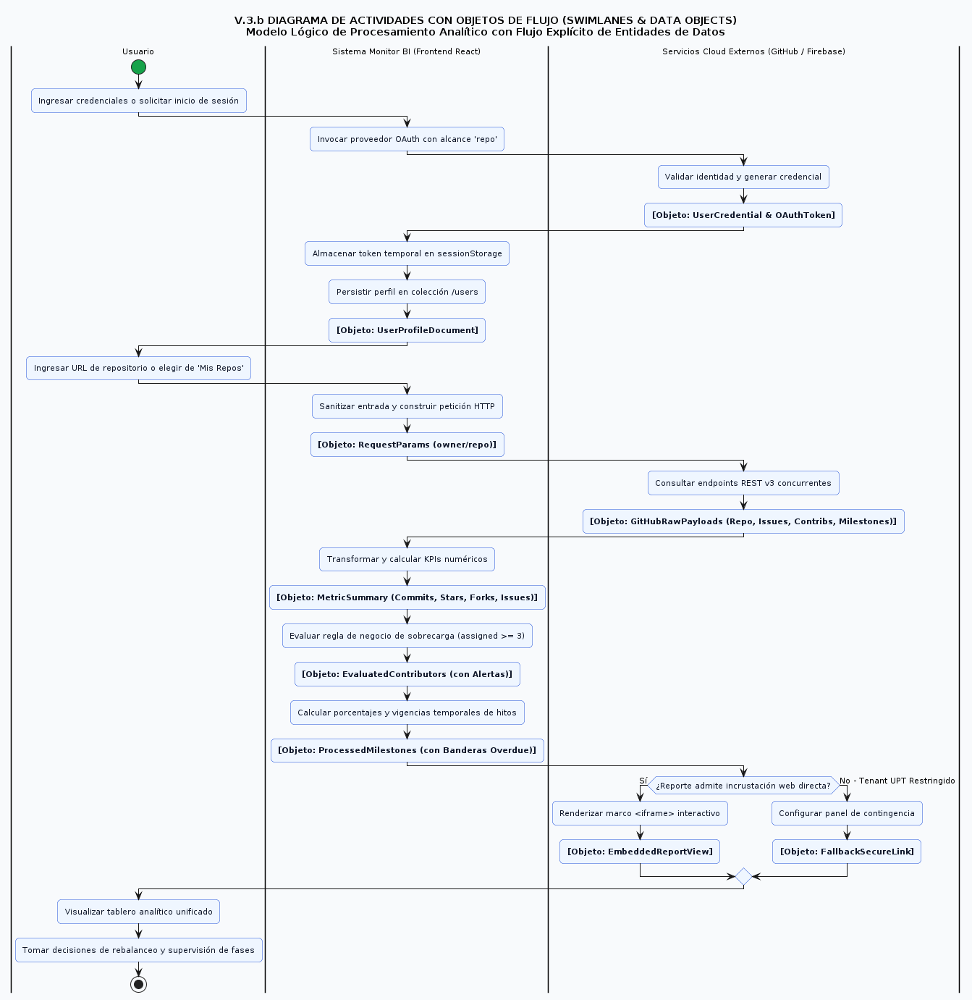 V.3.b DIAGRAMA DE ACTIVIDADES CON OBJETOS DE FLUJO (SWIMLANES & DATA OBJECTS)
Modelo Lógico de Procesamiento Analítico con Flujo Explícito de Entidades de Datos
Usuario
Sistema Monitor BI (Frontend React)
Servicios Cloud Externos (GitHub / Firebase)
Ingresar credenciales o solicitar inicio de sesión
Invocar proveedor OAuth con alcance 'repo'
Validar identidad y generar credencial
[Objeto: UserCredential & OAuthToken]
Almacenar token temporal en sessionStorage
Persistir perfil en colección /users
[Objeto: UserProfileDocument]
Ingresar URL de repositorio o elegir de 'Mis Repos'
Sanitizar entrada y construir petición HTTP
[Objeto: RequestParams (owner/repo)]
Consultar endpoints REST v3 concurrentes
[Objeto: GitHubRawPayloads (Repo, Issues, Contribs, Milestones)]
Transformar y calcular KPIs numéricos
[Objeto: MetricSummary (Commits, Stars, Forks, Issues)]
Evaluar regla de negocio de sobrecarga (assigned >= 3)
[Objeto: EvaluatedContributors (con Alertas)]
Calcular porcentajes y vigencias temporales de hitos
[Objeto: ProcessedMilestones (con Banderas Overdue)]
Sí
¿Reporte admite incrustación web directa?
No - Tenant UPT Restringido
Renderizar marco <iframe> interactivo
Configurar panel de contingencia
[Objeto: EmbeddedReportView]
[Objeto: FallbackSecureLink]
Visualizar tablero analítico unificado
Tomar decisiones de rebalanceo y supervisión de fases